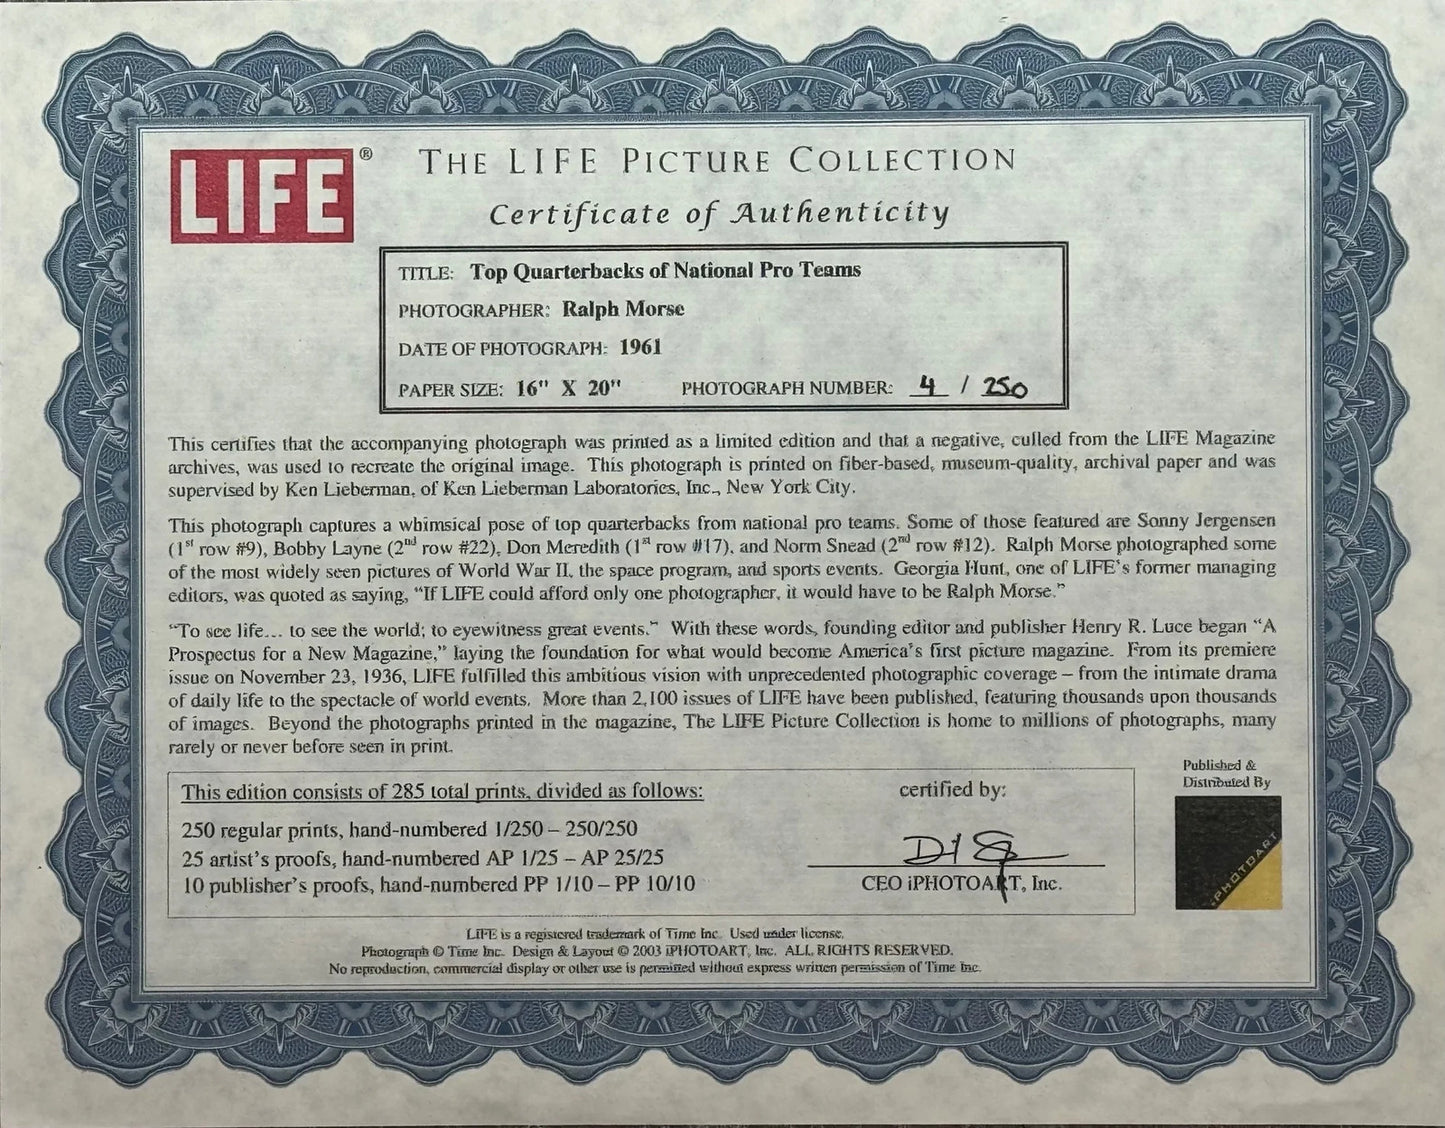 LIFE®
THE LIFE PICTURE COLLECTION
Certificate of Authenticity
TITLE: Top Quarterbacks of National Pro Teams
PHOTOGRAPHER: Ralph Morse
DATE OF PHOTOGRAPH: 1961
PAPER SIZE: 16" X 20" PHOTOGRAPH NUMBER: 4 / 250
This certifies that the accompanying photograph was printed as a limited edition and that a negative, culled from the LIFE Magazine
archives, was used to recreate the original image. This photograph is printed on fiber-based, museum-quality, archival paper and was
supervised by Ken Lieberman, of Ken Lieberman Laboratories, Inc., New York City.
This photograph captures a whimsical pose of top quarterbacks from national pro teams. Some of those featured are Sonny Jergensen
(1st row #9), Bobby Layne (2nd row #22), Don Meredith (1st row #17), and Norm Snead (2nd row #12). Ralph Morse photographed some
of the most widely seen pictures of World War II, the space program, and sports events. Georgia Hunt, one of LIFE's former managing
editors, was quoted as saying, "If LIFE could afford only one photographer, it would have to be Ralph Morse."
"To see life... to see the world; to eyewitness great events." With these words, founding editor and publisher Henry R. Luce began "A
Prospectus for a New Magazine," laying the foundation for what would become America's first picture magazine. From its premiere
issue on November 23, 1936, LIFE fulfilled this ambitious vision with unprecedented photographic coverage – from the intimate drama
of daily life to the spectacle of world events. More than 2,100 issues of LIFE have been published, featuring thousands upon thousands
of images. Beyond the photographs printed in the magazine, The LIFE Picture Collection is home to millions of photographs, many
rarely or never before seen in print.
This edition consists of 285 total prints, divided as follows:
250 regular prints, hand-numbered 1/250 – 250/250
25 artist's proofs, hand-numbered AP 1/25 – AP 25/25
10 publisher's proofs, hand-numbered PP 1/10 – PP 10/10
certified by:
CEO iPHOTOART, Inc.
Published &
Distributed By
iPHOTOART
LIFE is a registered trademark of Time Inc. Used under license.
Photograph © Time Inc. Design & Layout © 2003 iPHOTOART, Inc. ALL RIGHTS RESERVED.
No reproduction, commercial display or other use is permitted without express written permission of Time Inc.